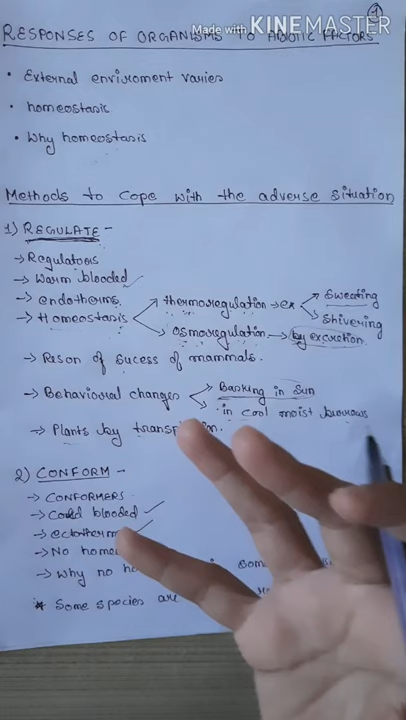 Made with KINEMASTER
1
RESPONSES OF ORGANISMS TO ABIOTIC FACTORS
• External enviroment varies
• homeostasis
• Why homeostasis
Methods to Cope with the adverse situation
1) REGULATE -
→ Regulators
→ Warm blooded ✓
→ endotherms.
→ Homeostasis
thermoregulation → ex
Sweating
Shivering
osmoregulation → by excretion.
→ Reson of sucess of mammals.
→ Behavioural changes
Basking in Sun
in cool moist burrows
→ Plants by
2) CONFORM -
→ CONFORMERS
→ Cold blooded ✓
→ ✓
→ No
→ Why no
* Some species are